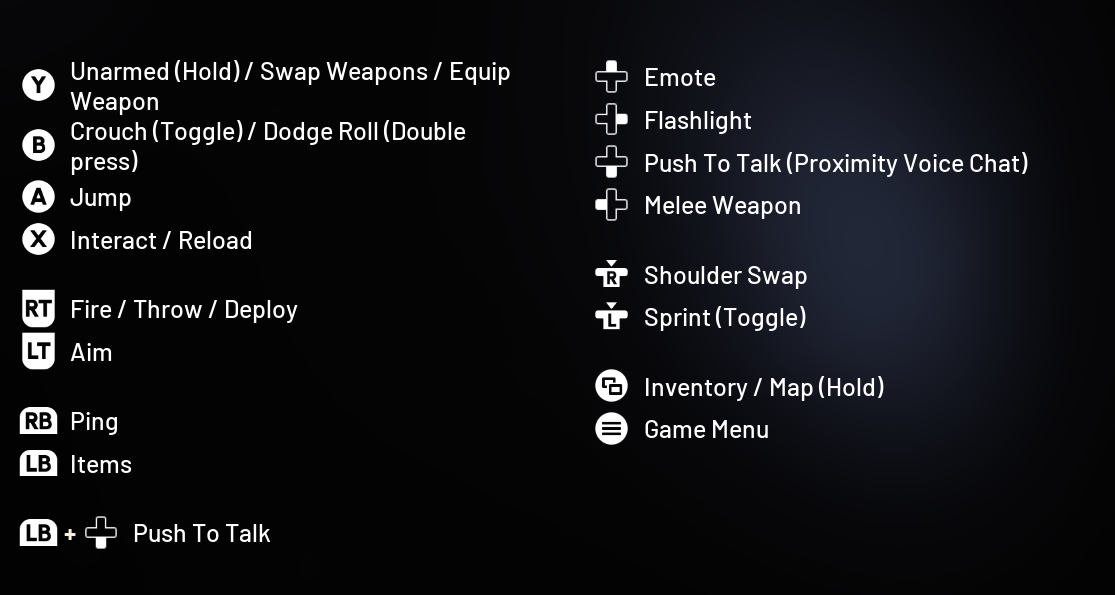 Y Unarmed (Hold) / Swap Weapons / Equip
Weapon
B Crouch (Toggle) / Dodge Roll (Double
press)
A Jump
X Interact / Reload
RT Fire / Throw / Deploy
LT Aim
RB Ping
LB Items
LB + Push To Talk
Emote
Flashlight
Push To Talk (Proximity Voice Chat)
Melee Weapon
R Shoulder Swap
L Sprint (Toggle)
Inventory / Map (Hold)
Game Menu